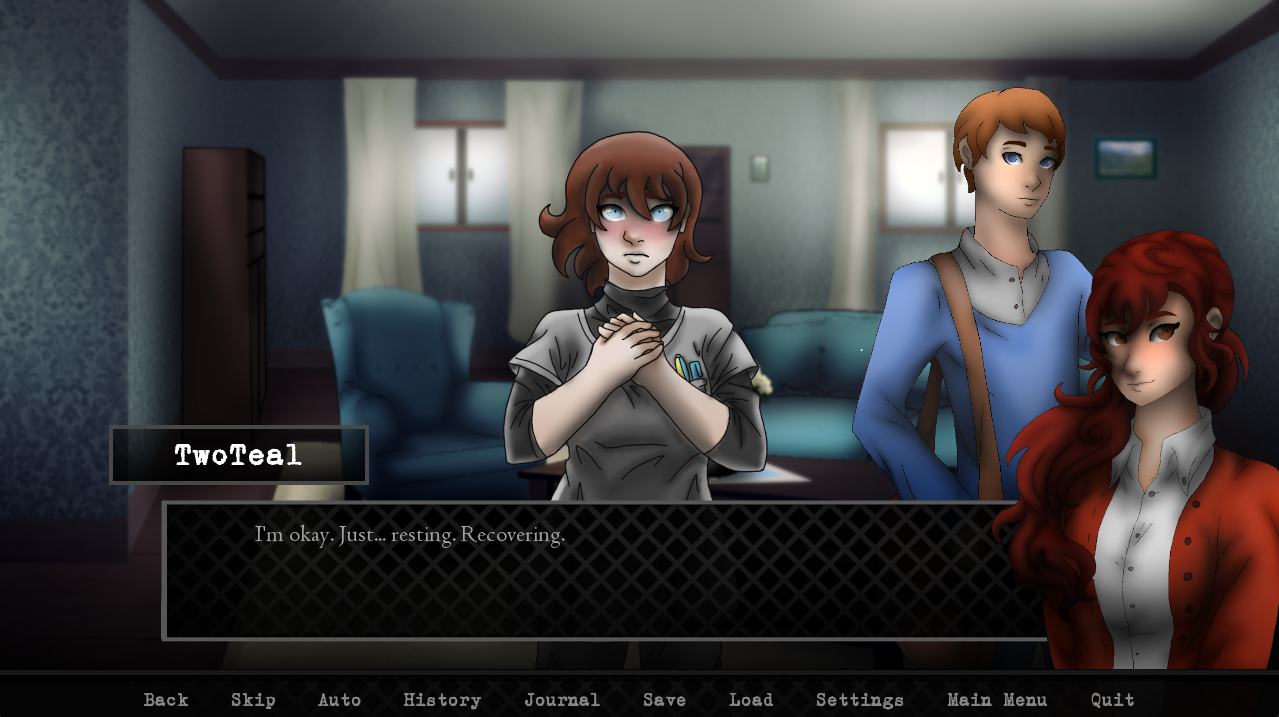 TwoTeal
I'm okay. Just... resting. Recovering.
Back Skip Auto History Journal Save Load Settings Main Menu Quit